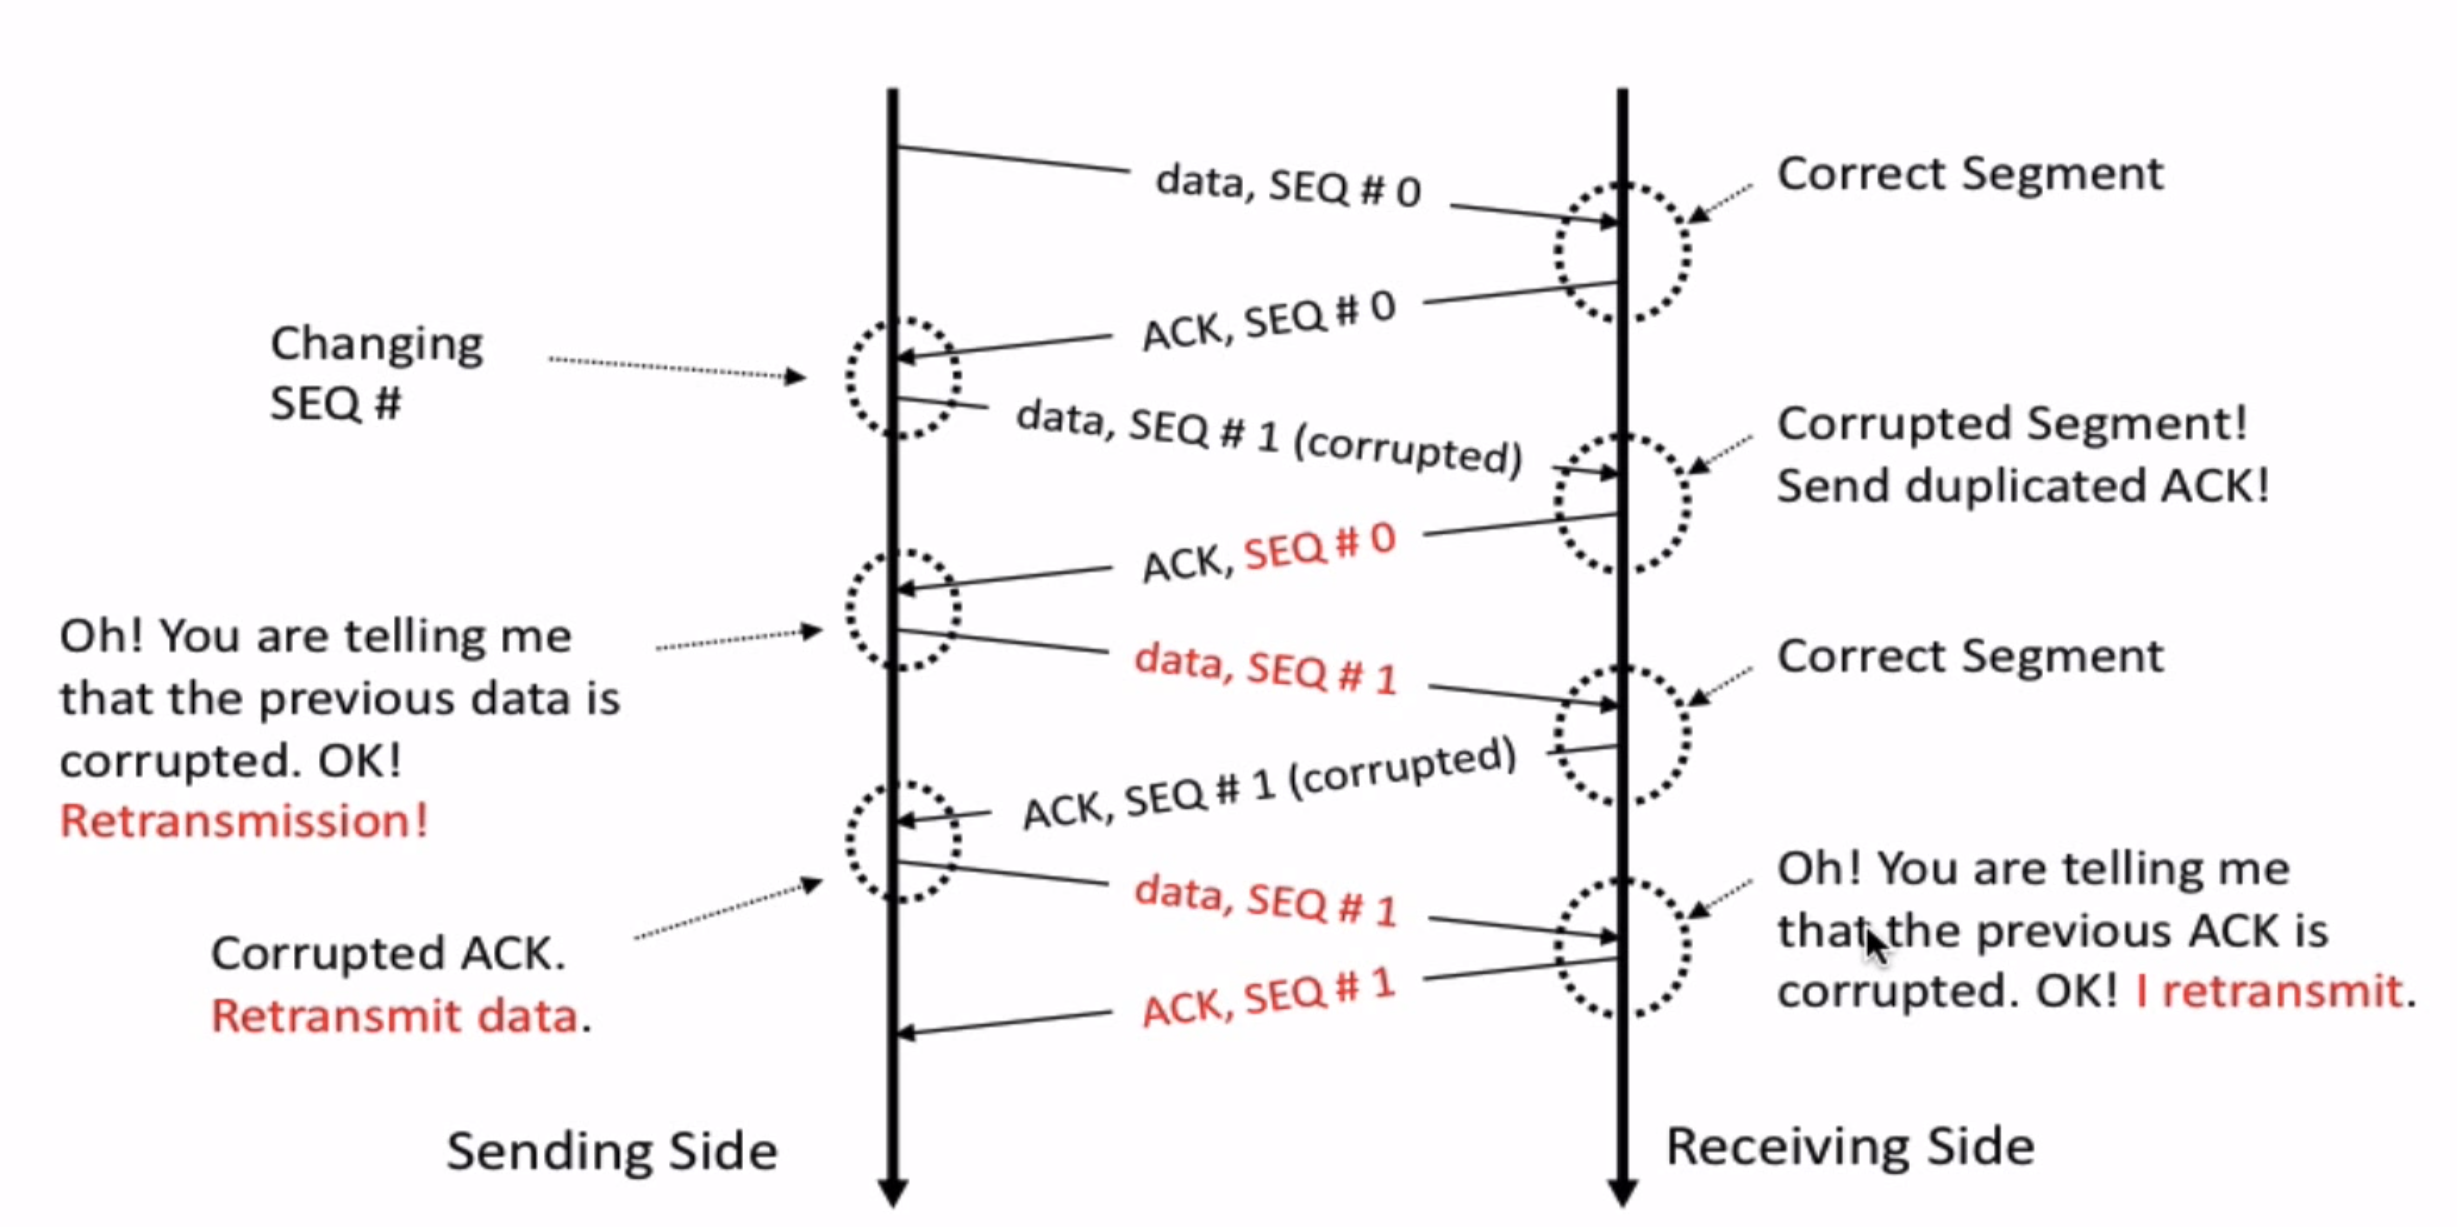 data, SEQ # 0
Correct Segment
ACK, SEQ # 0
Changing
SEQ #
data, SEQ # 1 (corrupted)
Corrupted Segment!
Send duplicated ACK!
ACK, SEQ # 0
Oh! You are telling me
that the previous data is
corrupted. OK!
Retransmission!
data, SEQ # 1
Correct Segment
ACK, SEQ # 1 (corrupted)
Corrupted ACK.
Retransmit data.
data, SEQ # 1
Oh! You are telling me
that the previous ACK is
corrupted. OK! I retransmit.
ACK, SEQ # 1
Sending Side
Receiving Side